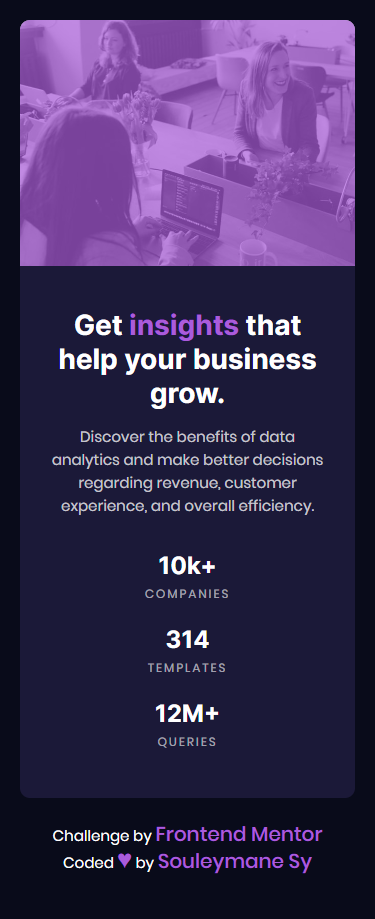 Get insights that
help your business
grow.
Discover the benefits of data
analytics and make better decisions
regarding revenue, customer
experience, and overall efficiency.
10k+
COMPANIES
314
TEMPLATES
12M+
QUERIES
Challenge by Frontend Mentor
Coded ♥ by Souleymane Sy